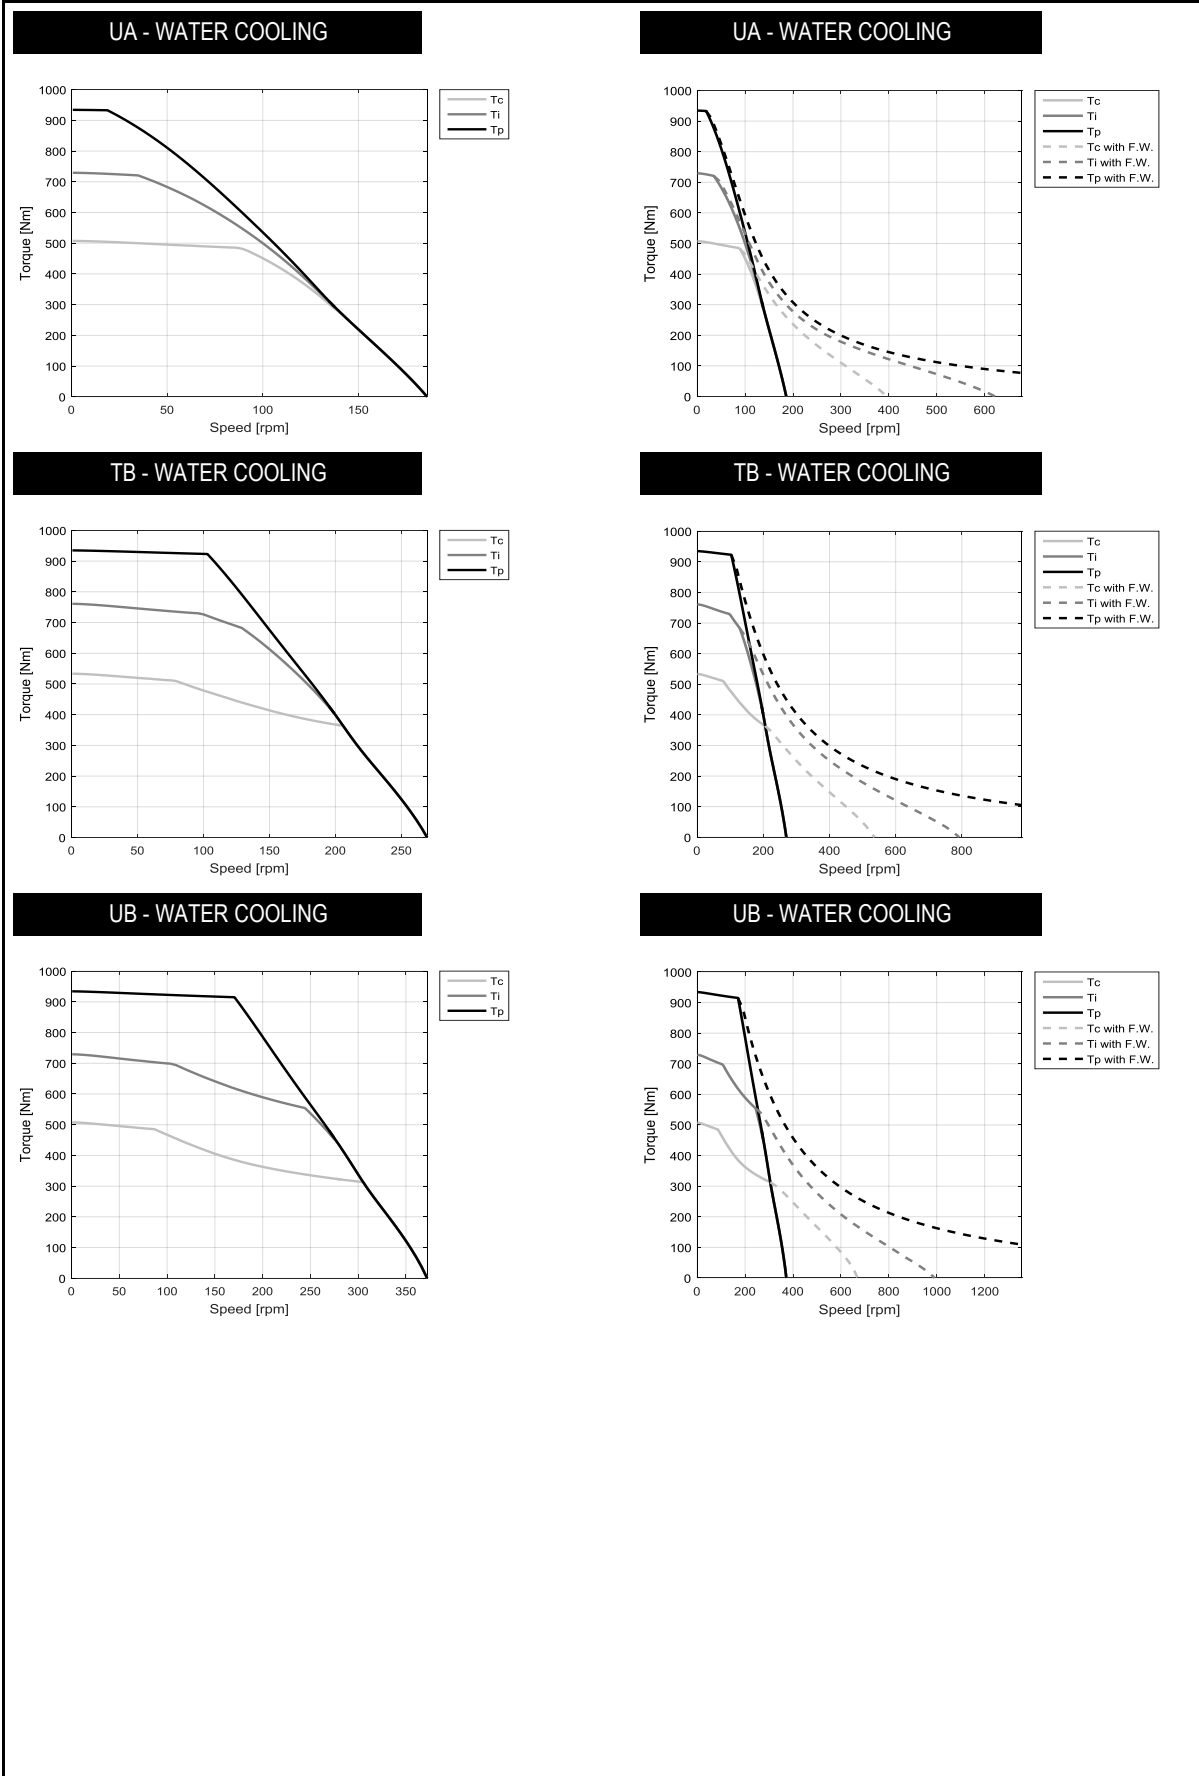 UA - WATER COOLING
1000
900
800
700
600
500
400
300
200
100
0
Torque [Nm]
0 50 100 150
Speed [rpm]
Tc
Ti
Tp
UA - WATER COOLING
1000
900
800
700
600
500
400
300
200
100
0
Torque [Nm]
0 100 200 300 400 500 600
Speed [rpm]
Tc
Ti
Tp
Tc with F.W.
Ti with F.W.
Tp with F.W.
TB - WATER COOLING
1000
900
800
700
600
500
400
300
200
100
0
Torque [Nm]
0 50 100 150 200 250
Speed [rpm]
Tc
Ti
Tp
TB - WATER COOLING
1000
900
800
700
600
500
400
300
200
100
0
Torque [Nm]
0 200 400 600 800
Speed [rpm]
Tc
Ti
Tp
Tc with F.W.
Ti with F.W.
Tp with F.W.
UB - WATER COOLING
1000
900
800
700
600
500
400
300
200
100
0
Torque [Nm]
0 50 100 150 200 250 300 350
Speed [rpm]
Tc
Ti
Tp
UB - WATER COOLING
1000
900
800
700
600
500
400
300
200
100
0
Torque [Nm]
0 200 400 600 800 1000 1200
Speed [rpm]
Tc
Ti
Tp
Tc with F.W.
Ti with F.W.
Tp with F.W.